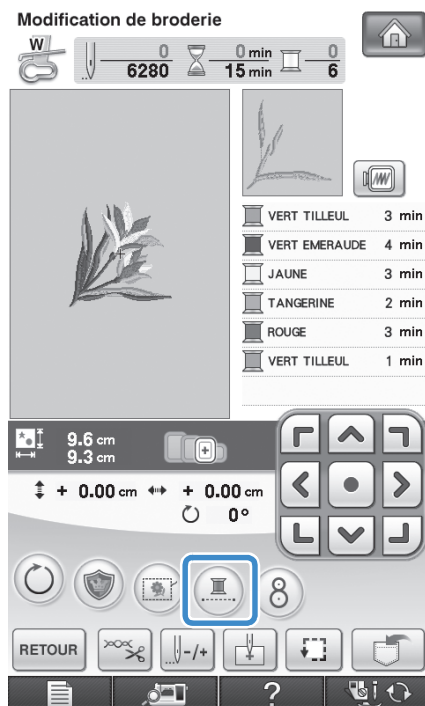 Modification de broderie
W
0 0 min 0
6280 15 min 6
VERT TILLEUL 3 min
VERT EMERAUDE 4 min
JAUNE 3 min
TANGERINE 2 min
ROUGE 3 min
VERT TILLEUL 1 min
9.6 cm
9.3 cm
+ 0.00 cm + 0.00 cm
0°
8
RETOUR -/+
?